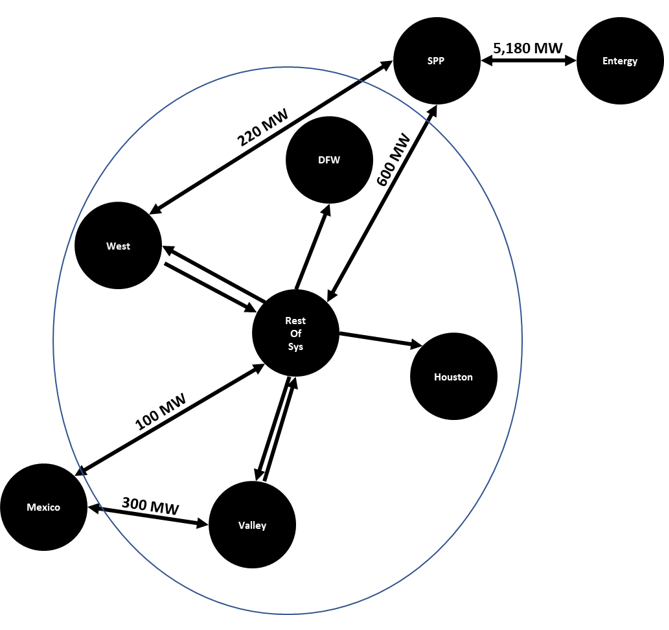 5,180 MW
SPP
Entergy
220 MW
DFW
600 MW
West
Rest
Of
Sys
Houston
100 MW
300 MW
Mexico
Valley